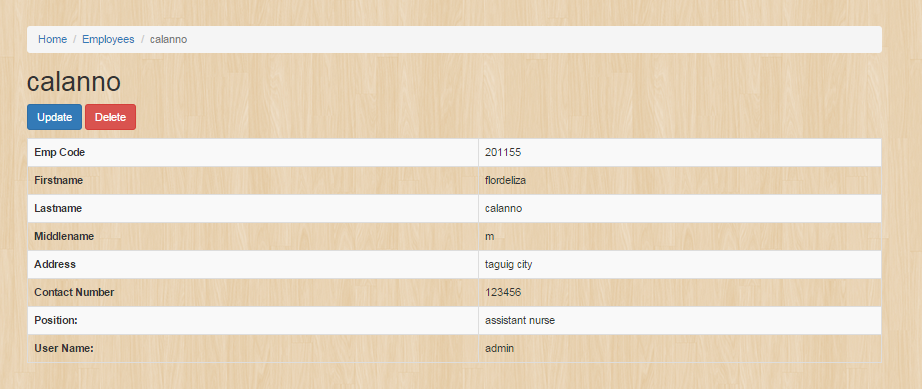 Home / Employees / calanno
calanno
Update Delete
Emp Code 201155
Firstname flordeliza
Lastname calanno
Middlename m
Address taguig city
Contact Number 123456
Position: assistant nurse
User Name: admin